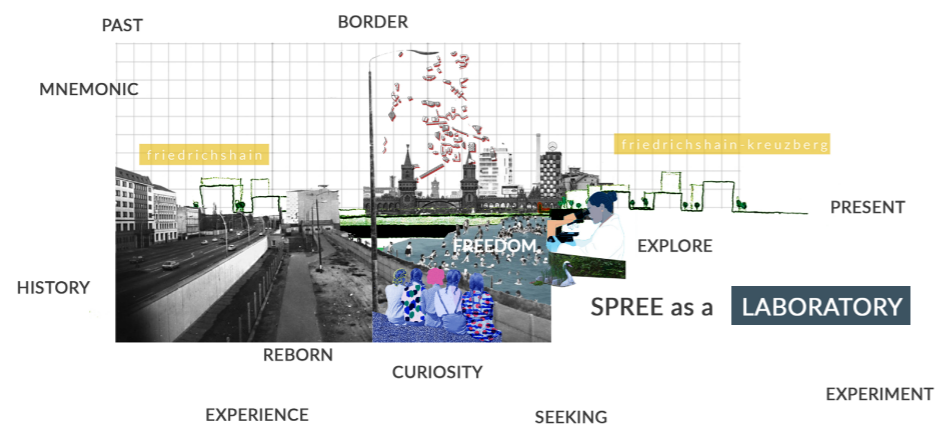 PAST
BORDER
MNEMONIC
friedrichshain-kreuzberg
friedrichshain
PRESENT
FREEDOM
EXPLORE
HISTORY
SPREE as a LABORATORY
REBORN
CURIOSITY
EXPERIMENT
EXPERIENCE
SEEKING